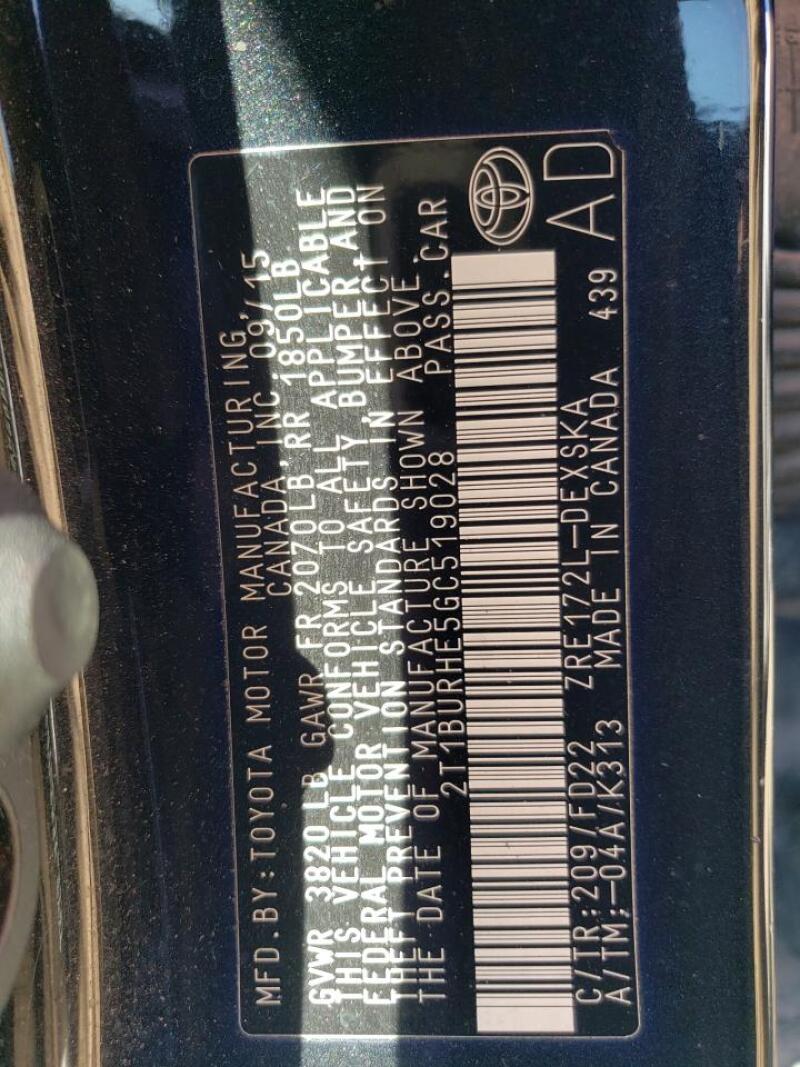 MFD.BY:TOYOTA MOTOR MANUFACTURING,
CANADA,INC 09/15
GVWR 3820 LB GAWR FR 2070LB,RR 1850LB
THIS VEHICLE CONFORMS TO ALL APPLICABLE
FEDERAL MOTOR VEHICLE SAFETY,BUMPER,AND
THEFT PREVENTION STANDARDS IN EFFECT ON
THE DATE OF MANUFACTURE SHOWN ABOVE.
2T1BURHE5GC519028 PASS.CAR
C/TR:209/FD22 ZRE172L-DEXSKA
A/TM:-04A/K313 MADE IN CANADA 439
AD